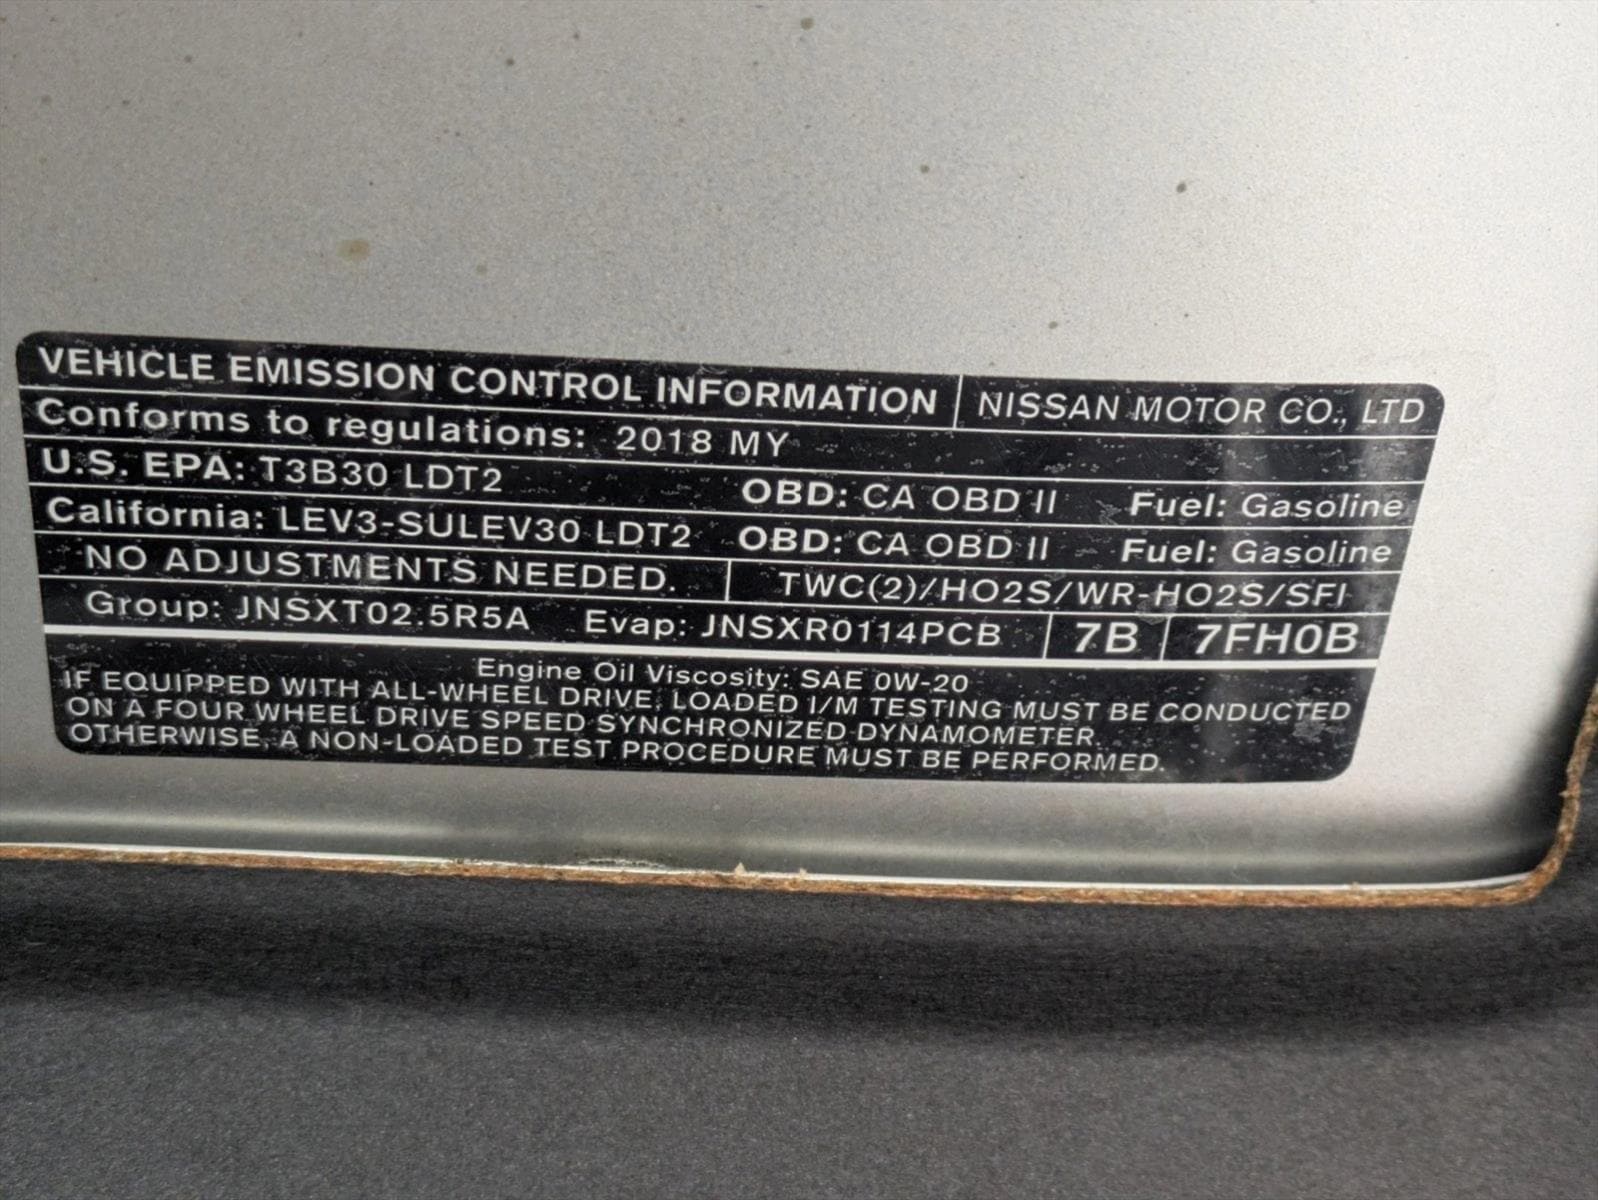 VEHICLE EMISSION CONTROL INFORMATION NISSAN MOTOR CO., LTD
Conforms to regulations: 2018 MY
U.S. EPA: T3B30 LDT2 OBD: CA OBD II Fuel: Gasoline
California: LEV3-SULEV30 LDT2 OBD: CA OBD II Fuel: Gasoline
NO ADJUSTMENTS NEEDED. TWC(2)/HO2S/WR-HO2S/SFI
Group: JNSXT02.5R5A Evap: JNSXR0114PCB 7B 7FH0B
Engine Oil Viscosity: SAE 0W-20
IF EQUIPPED WITH ALL-WHEEL DRIVE, LOADED I/M TESTING MUST BE CONDUCTED
ON A FOUR WHEEL DRIVE SPEED SYNCHRONIZED DYNAMOMETER.
OTHERWISE, A NON-LOADED TEST PROCEDURE MUST BE PERFORMED.